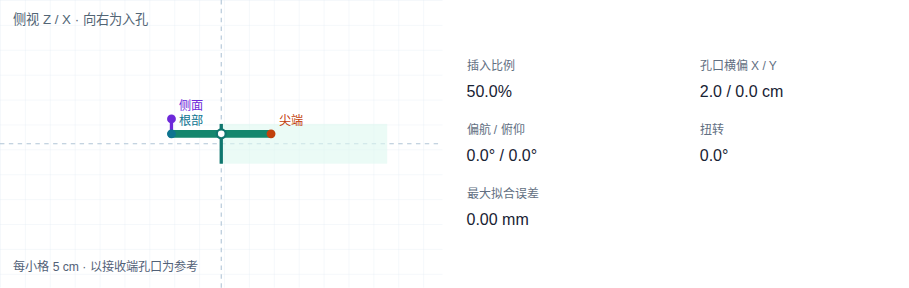 侧视 Z / X · 向右为入孔
侧面
根部
尖端
每小格 5 cm · 以接收端孔口为参考
插入比例
50.0%
孔口横偏 X / Y
2.0 / 0.0 cm
偏航 / 俯仰
0.0° / 0.0°
扭转
0.0°
最大拟合误差
0.00 mm